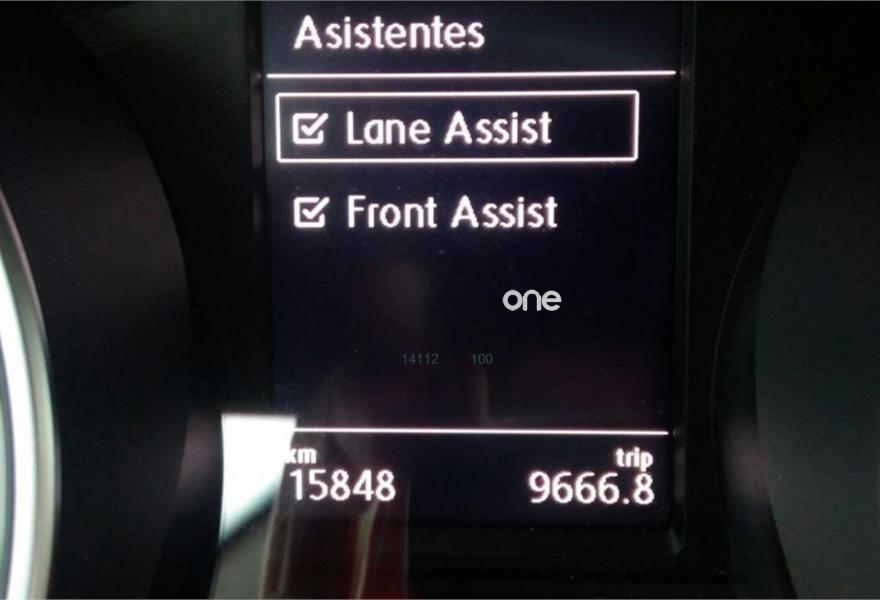 Asistentes
Lane Assist
Front Assist
one
14112 100
km trip
15848 9666.8